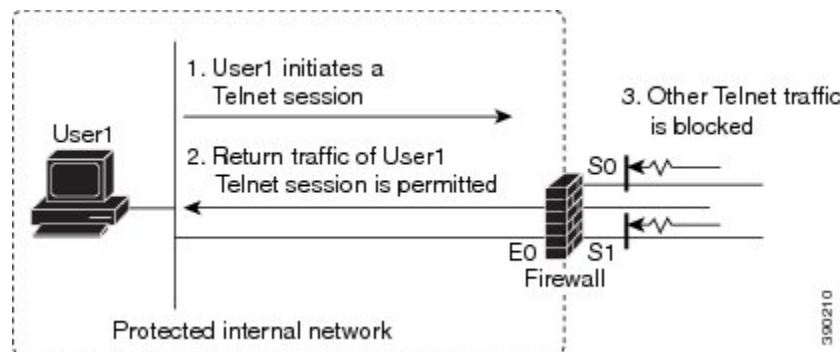 1. User1 initiates a
Telnet session
3. Other Telnet traffic
is blocked
User1
2. Return traffic of User1
Telnet session is permitted
S0
E0
S1
Firewall
Protected internal network
390210